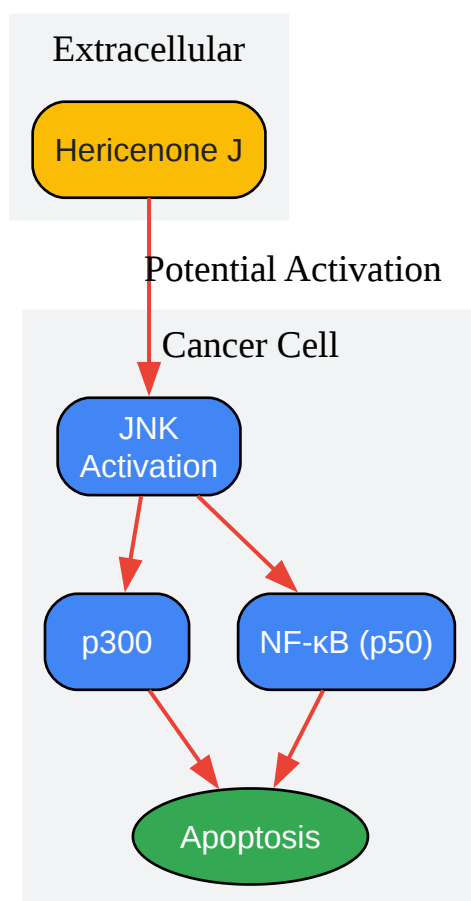 Extracellular
Hericenone J
Potential Activation
Cancer Cell
JNK
Activation
p300
NF-κB (p50)
Apoptosis